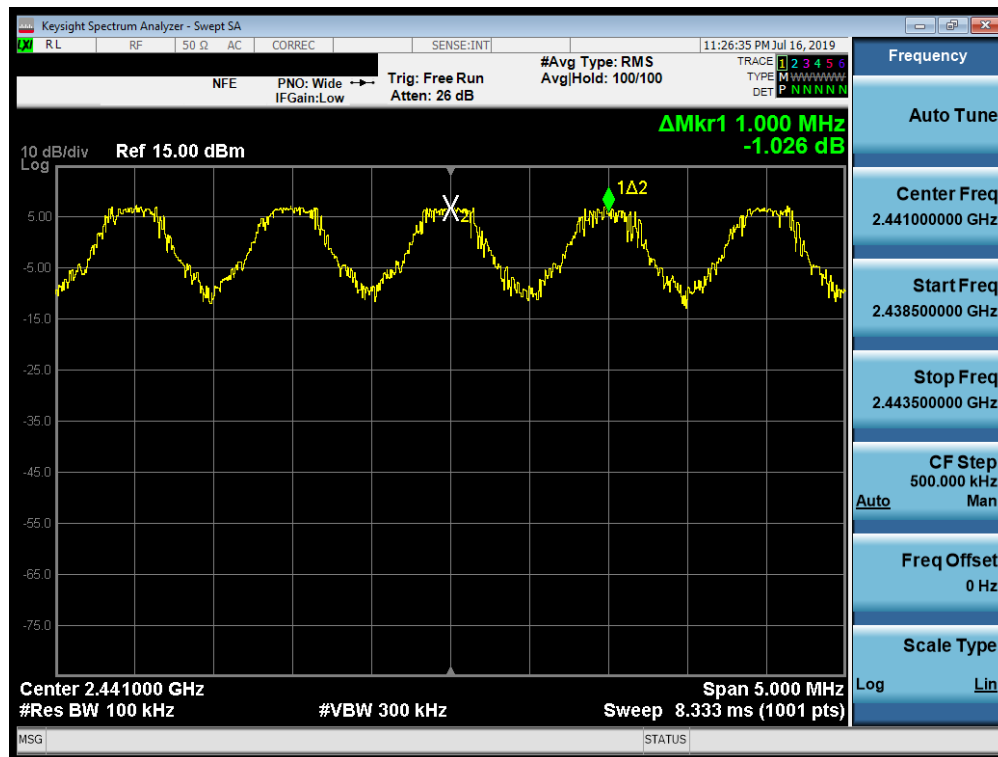 Keysight Spectrum Analyzer - Swept SA
LXI RL RF 50 Ω AC CORREC SENSE:INT 11:26:35 PM Jul 16, 2019
NFE PNO: Wide Trig: Free Run #Avg Type: RMS TRACE 1 2 3 4 5 6
IFGain:Low Atten: 26 dB Avg|Hold: 100/100 TYPE M WWWWW
DET P N N N N N
ΔMkr1 1.000 MHz
-1.026 dB
10 dB/div Ref 15.00 dBm
Log
1Δ2
X2
5.00
-5.00
-15.0
-25.0
-35.0
-45.0
-55.0
-65.0
-75.0
Center 2.441000 GHz Span 5.000 MHz
#Res BW 100 kHz #VBW 300 kHz Sweep 8.333 ms (1001 pts)
MSG STATUS
Frequency
Auto Tune
Center Freq
2.441000000 GHz
Start Freq
2.438500000 GHz
Stop Freq
2.443500000 GHz
CF Step
500.000 kHz
Auto Man
Freq Offset
0 Hz
Scale Type
Log Lin